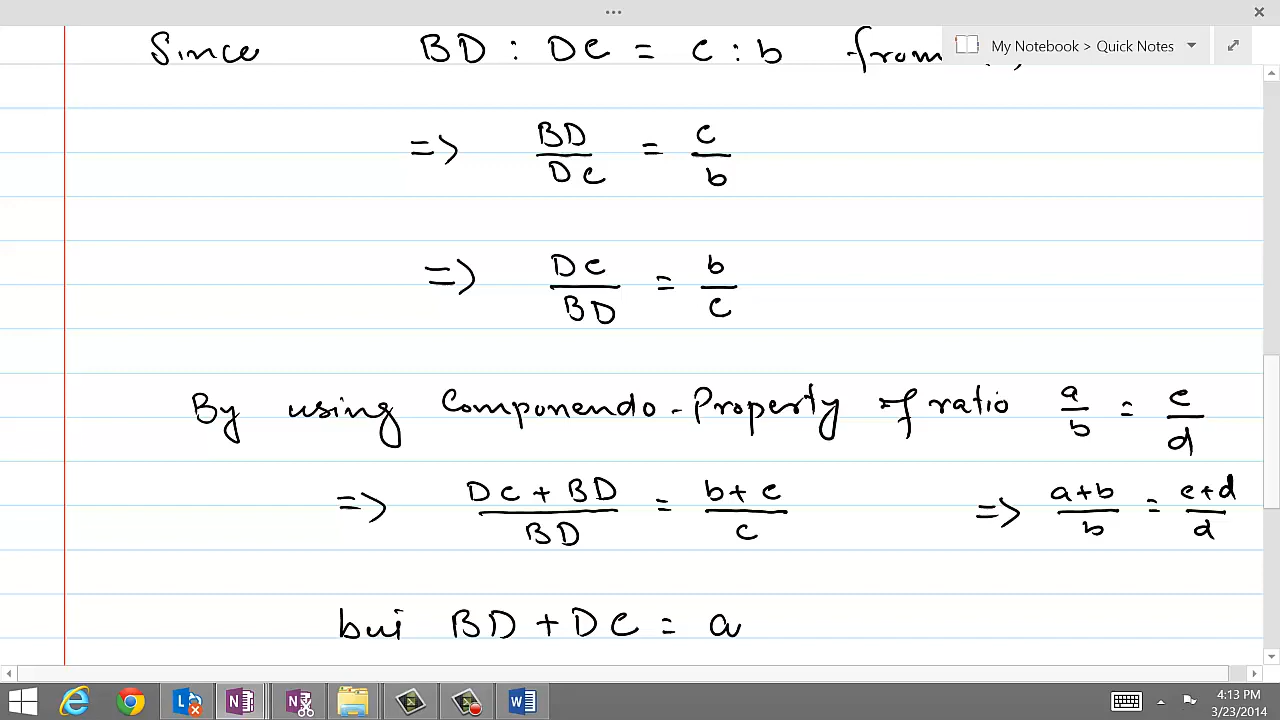 Since BD : DC = c : b from
My Notebook > Quick Notes
=> BD/DC = c/b
=> DC/BD = b/c
By using Componendo-Property of ratio a/b = c/d
=> DC + BD/BD = b+c/c => a+b/b = c+d/d
but BD + DC = a
4:13 PM
3/23/2014